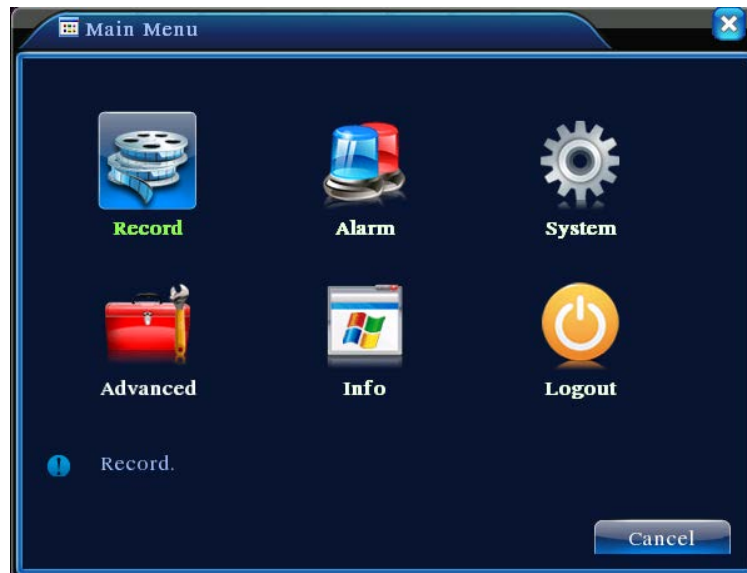 Main Menu
Record
Alarm
System
Advanced
Info
Logout
Record.
Cancel